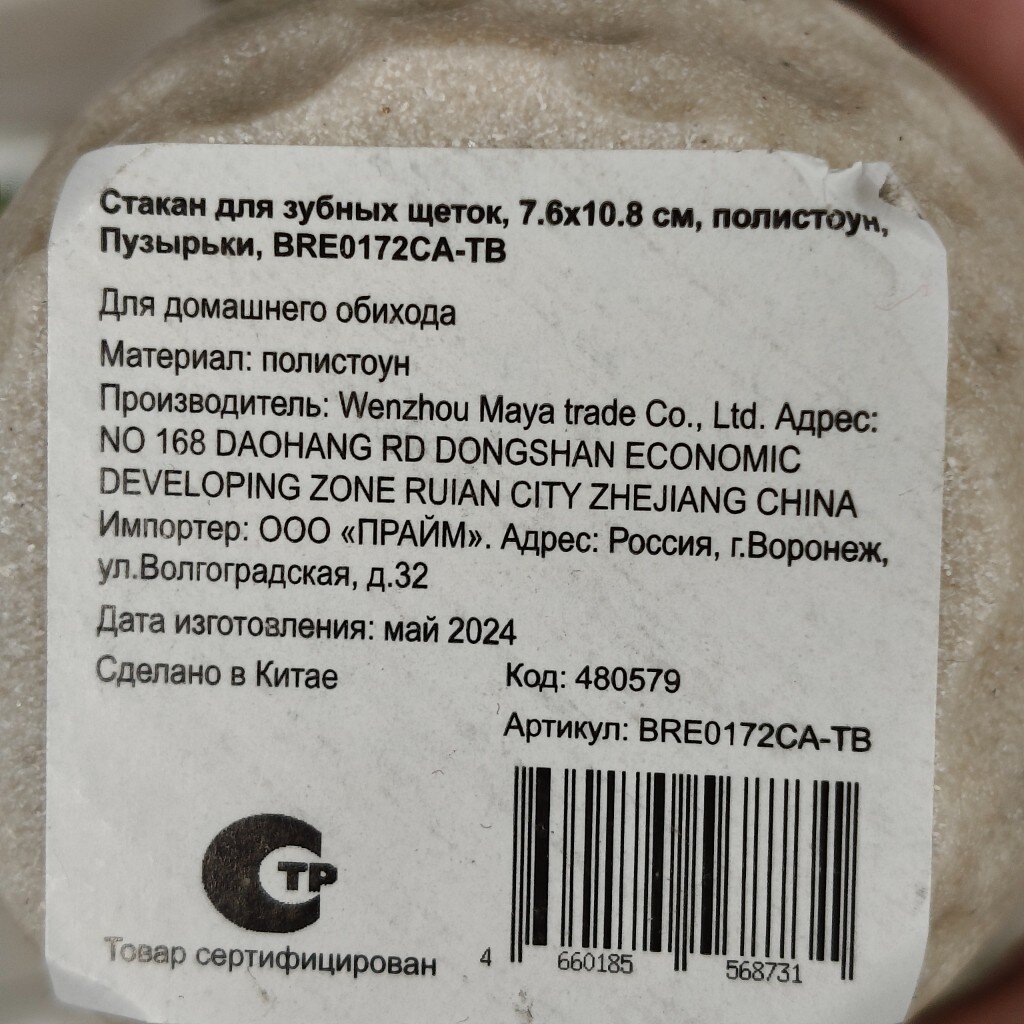 Стакан для зубных щеток, 7.6x10.8 см, полистоун,
Пузырьки, BRE0172CA-TB
Для домашнего обихода
Материал: полистоун
Производитель: Wenzhou Maya trade Co., Ltd. Адрес:
NO 168 DAOHANG RD DONGSHAN ECONOMIC
DEVELOPING ZONE RUIAN CITY ZHEJIANG CHINA
Импортер: ООО «ПРАЙМ». Адрес: Россия, г.Воронеж,
ул.Волгоградская, д.32
Дата изготовления: май 2024
Сделано в Китае
Код: 480579
Артикул: BRE0172CA-TB
СТР
Товар сертифицирован
4 660185 568731